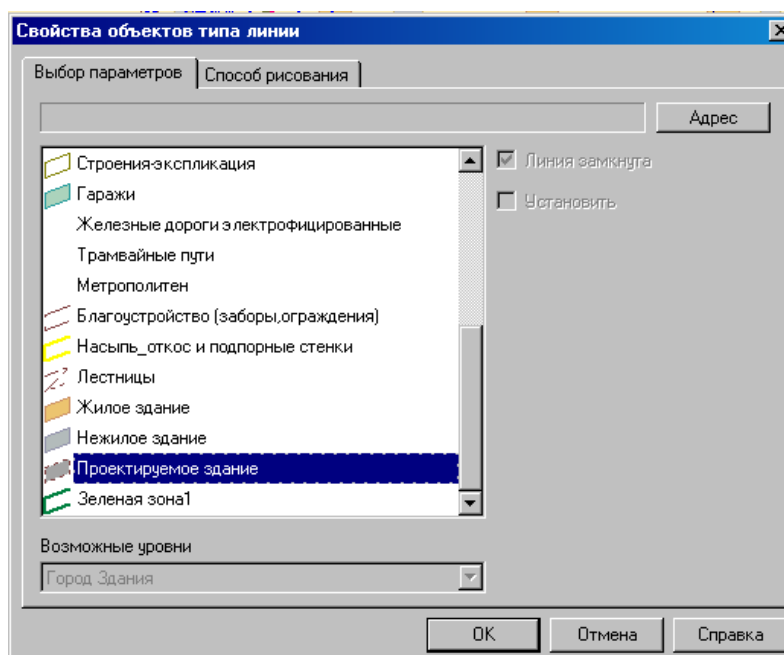 Свойства объектов типа линии
Выбор параметров
Способ рисования
Адрес
Строения-экспликация
Линия замкнута
Гаражи
Установить
Железные дороги электрофицированные
Трамвайные пути
Метрополитен
Благоустройство (заборы,ограждения)
Насыпь_откос и подпорные стенки
Лестницы
Жилое здание
Нежилое здание
Проектируемое здание
Зеленая зона1
Возможные уровни
Город Здания
OK
Отмена
Справка